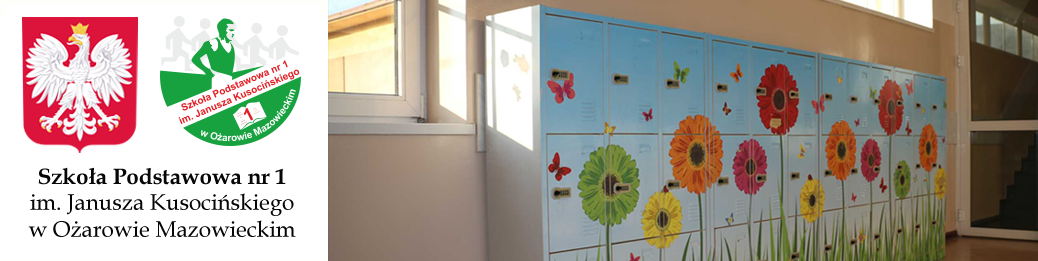 Szkoła Podstawowa nr 1
im. Janusza Kusocińskiego
1
w Ożarowie Mazowieckim
Szkoła Podstawowa nr 1
im. Janusza Kusocińskiego
w Ożarowie Mazowieckim